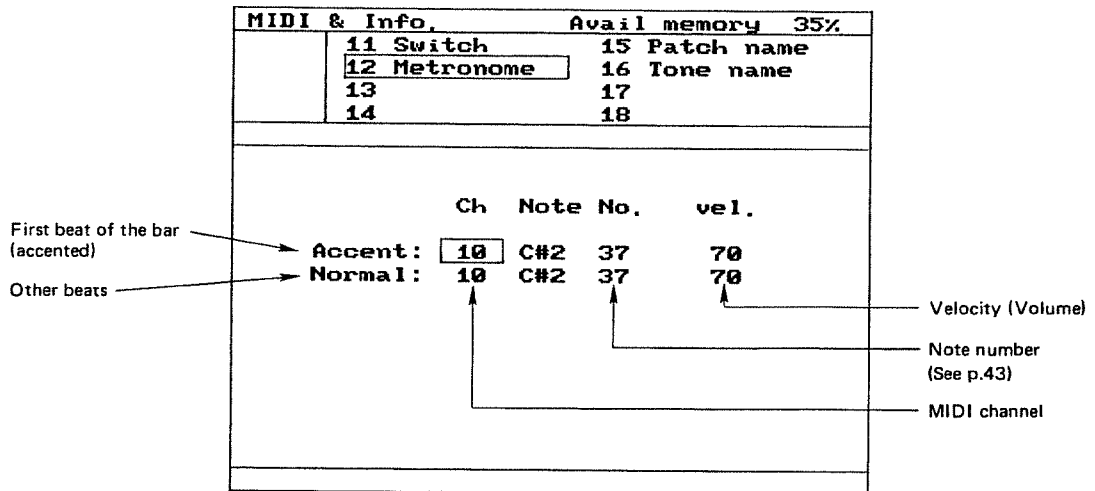 MIDI & Info. Avail memory 35%
11 Switch 15 Patch name
12 Metronome 16 Tone name
13 17
14 18
Ch Note No. vel.
First beat of the bar
(accented)
Accent: 10 C#2 37 70
Normal: 10 C#2 37 70
Other beats
Velocity (Volume)
Note number
(See p.43)
MIDI channel